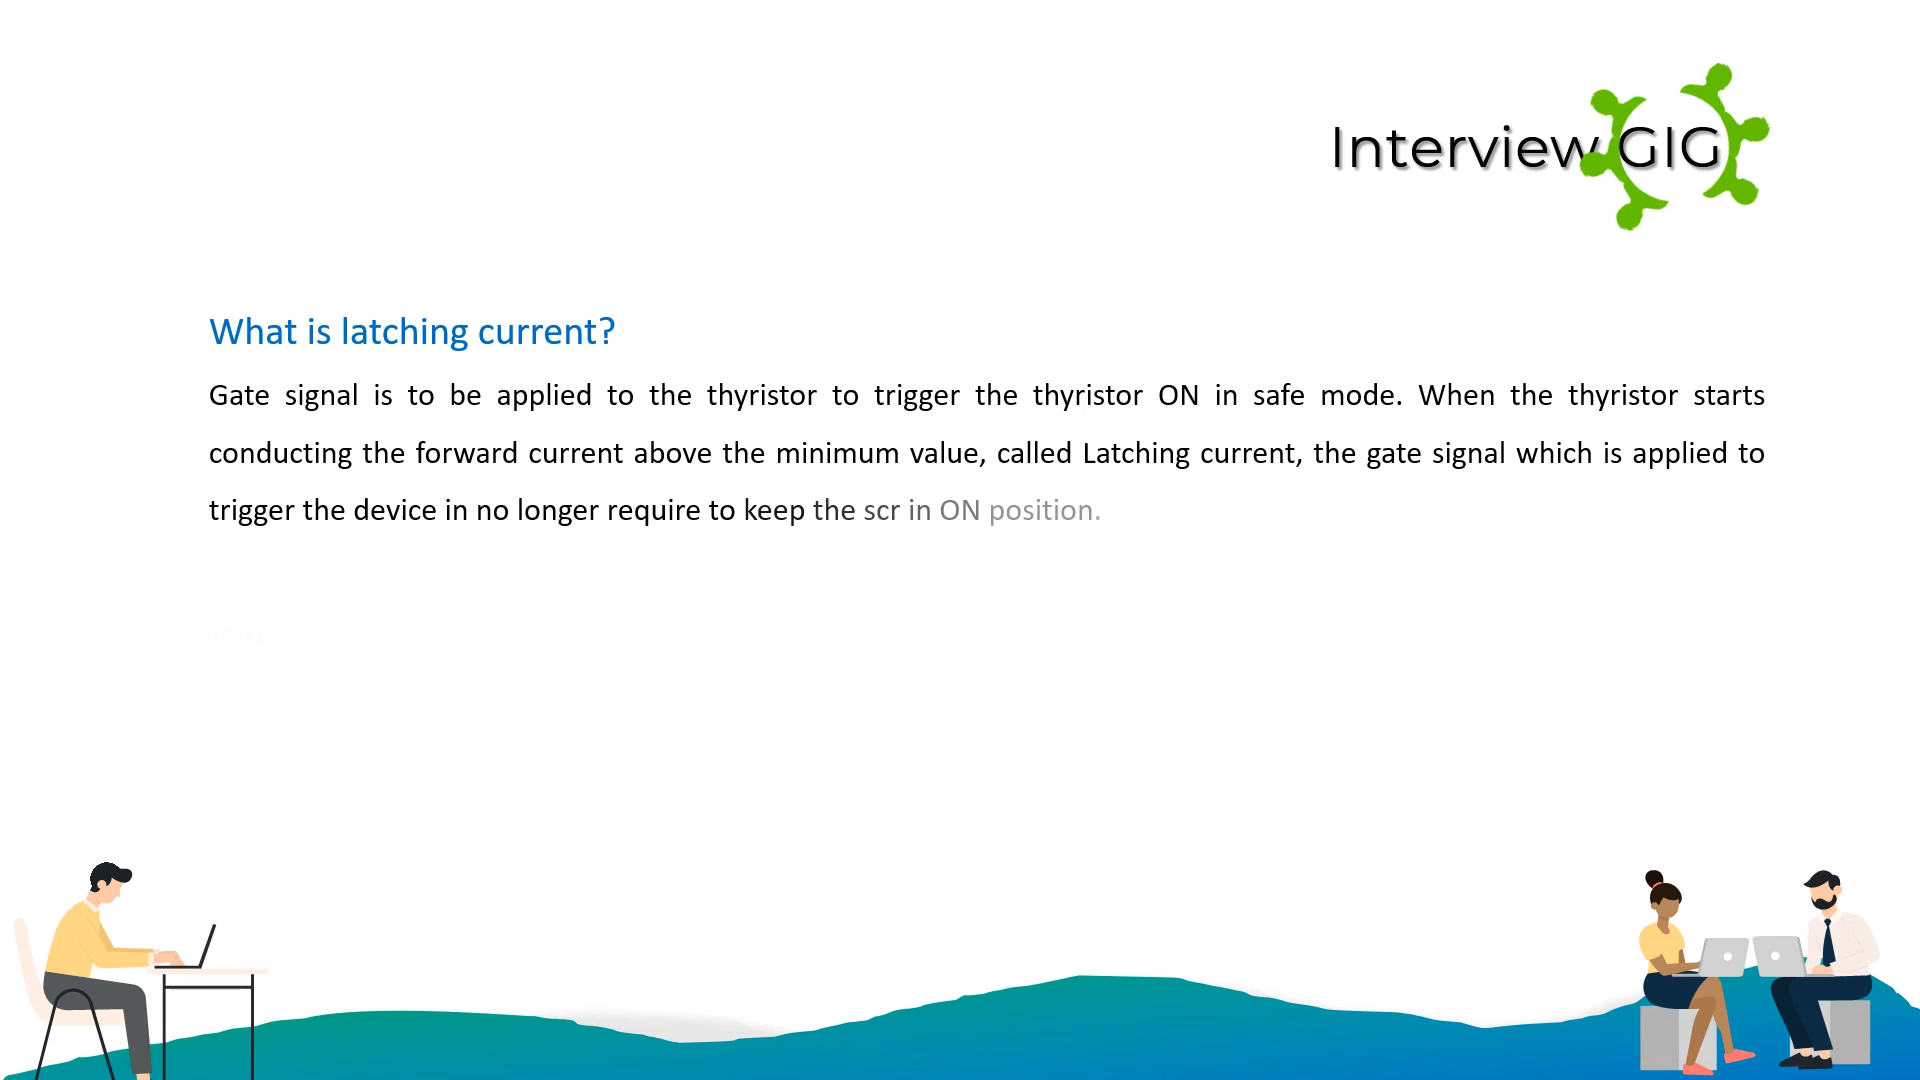 Interview GIG
What is latching current?
Gate signal is to be applied to the thyristor to trigger the thyristor ON in safe mode. When the thyristor starts
conducting the forward current above the minimum value, called Latching current, the gate signal which is applied to
trigger the device in no longer require to keep the scr in ON position.